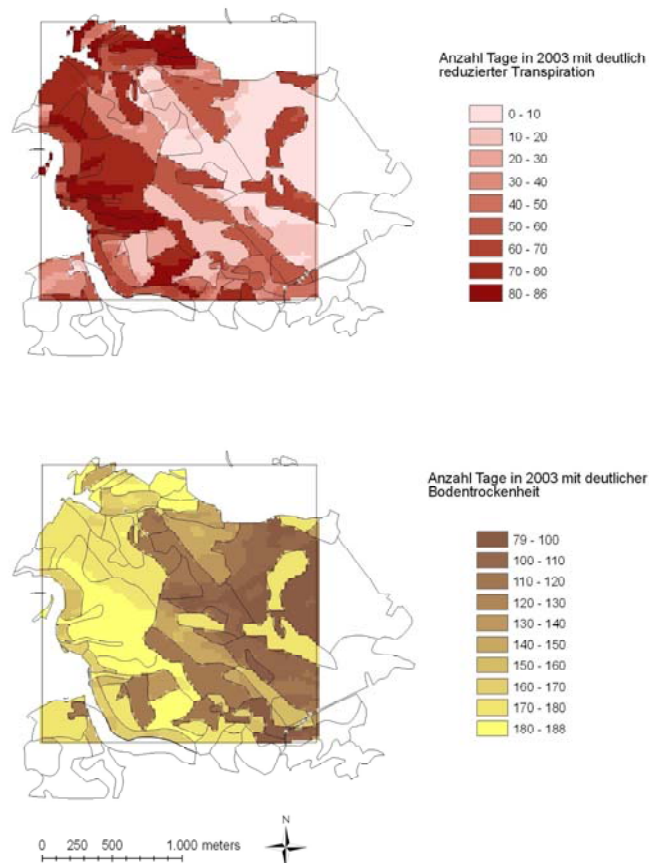 Anzahl Tage in 2003 mit deutlich
reduzierter Transpiration
0 - 10
10 - 20
20 - 30
30 - 40
40 - 50
50 - 60
60 - 70
70 - 80
80 - 86
Anzahl Tage in 2003 mit deutlicher
Bodentrockenheit
79 - 100
100 - 110
110 - 120
120 - 130
130 - 140
140 - 150
150 - 160
160 - 170
170 - 180
180 - 188
N
0 250 500 1.000 meters